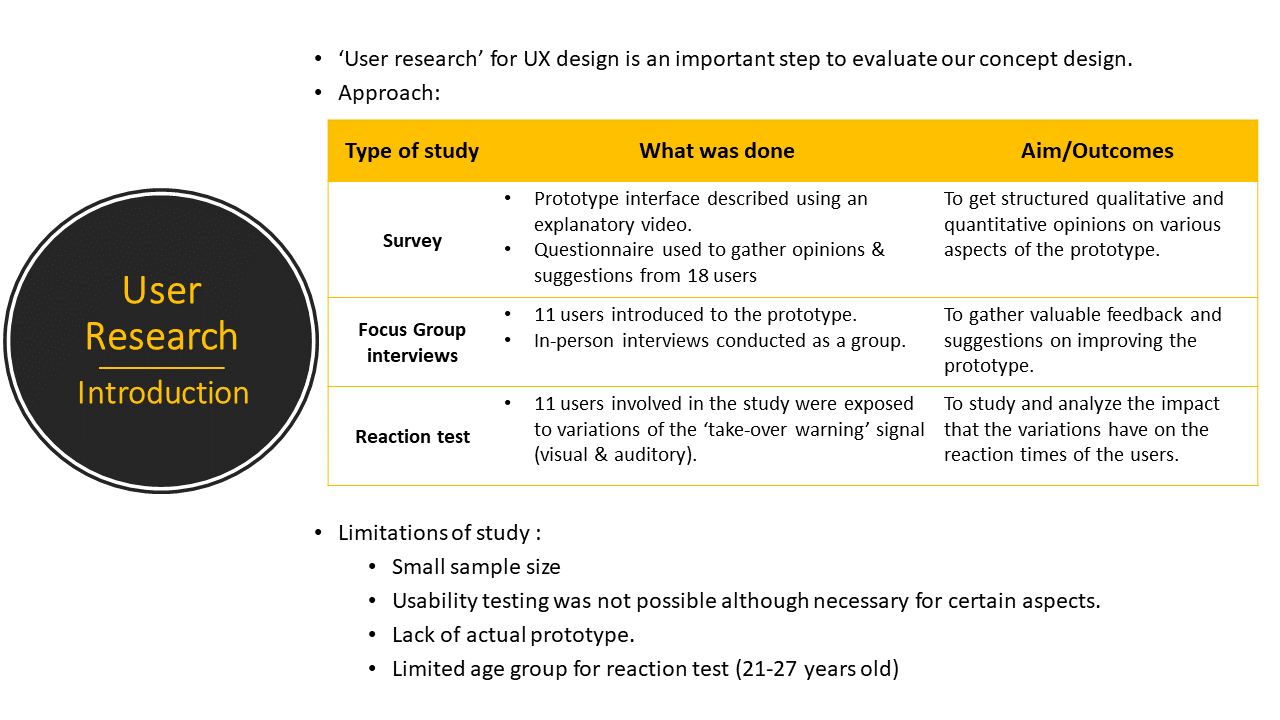 User
Research
Introduction
• ‘User research’ for UX design is an important step to evaluate our concept design.
• Approach:
Type of study What was done Aim/Outcomes
Survey
• Prototype interface described using an
explanatory video.
• Questionnaire used to gather opinions &
suggestions from 18 users
To get structured qualitative and
quantitative opinions on various
aspects of the prototype.
Focus Group
interviews
• 11 users introduced to the prototype.
• In-person interviews conducted as a group.
To gather valuable feedback and
suggestions on improving the
prototype.
Reaction test
• 11 users involved in the study were exposed
to variations of the ‘take-over warning’ signal
(visual & auditory).
To study and analyze the impact
that the variations have on the
reaction times of the users.
• Limitations of study :
• Small sample size
• Usability testing was not possible although necessary for certain aspects.
• Lack of actual prototype.
• Limited age group for reaction test (21-27 years old)